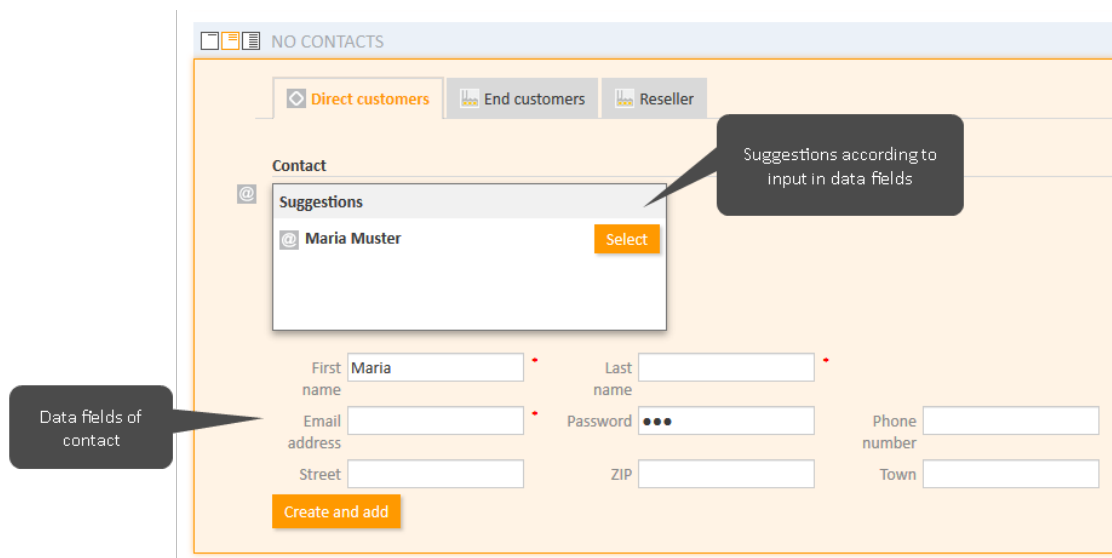 NO CONTACTS
Direct customers End customers Reseller
Suggestions according to
input in data fields
Contact
@
Suggestions
@ Maria Muster Select
First Maria * Last *
name name
Data fields of
contact
Email * Password ●●● Phone
address number
Street ZIP Town
Create and add